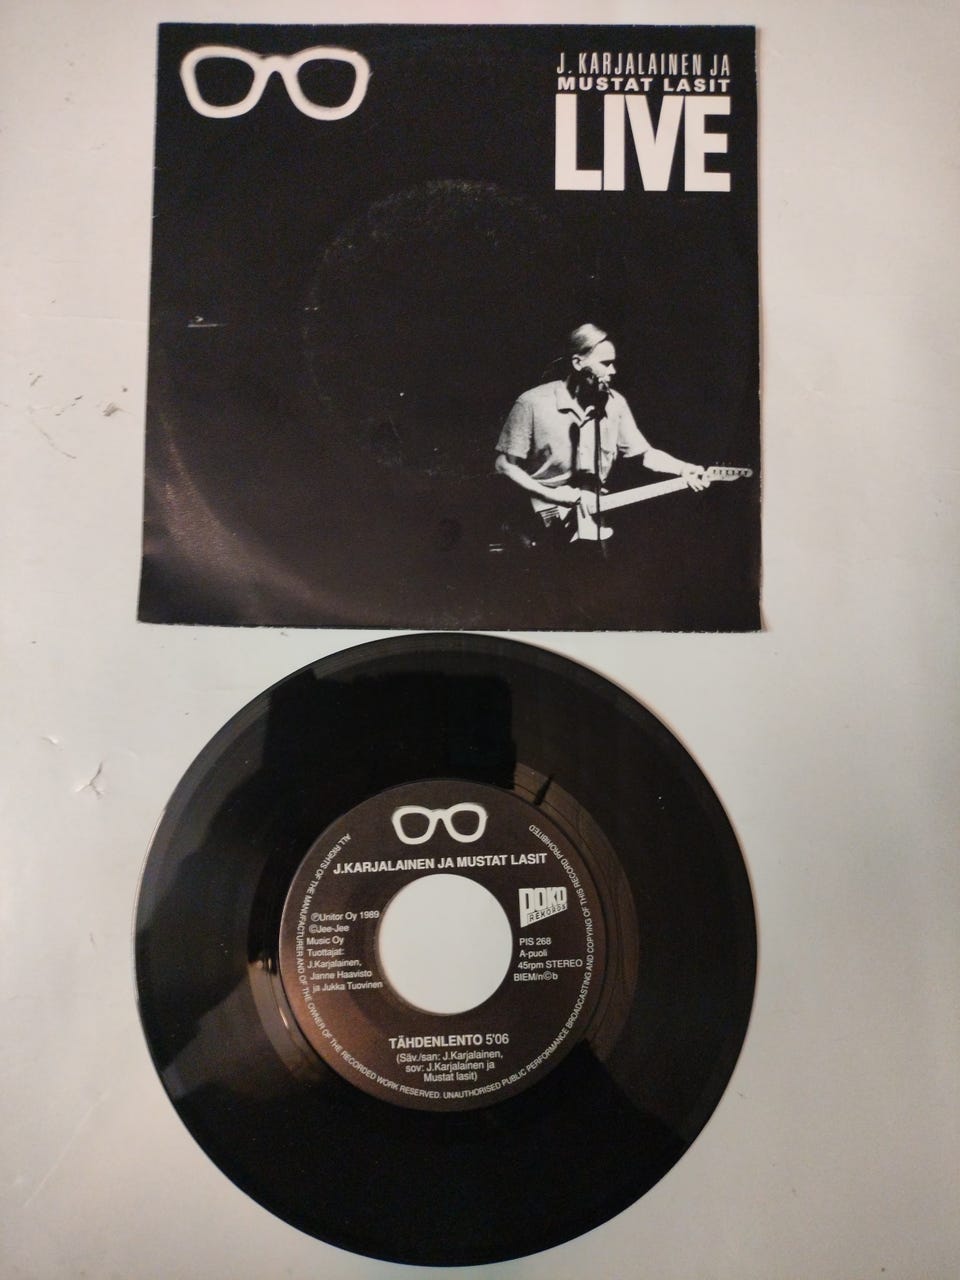 J. KARJALAINEN JA
MUSTAT LASIT
LIVE
J.KARJALAINEN JA MUSTAT LASIT
ⓅUnitor Oy 1989
©Jee-Jee
Music Oy
Tuottajat:
J.Karjalainen,
Janne Haavisto
ja Jukka Tuovinen
POKO
REKORDS
PIS 268
A-puoli
45rpm STEREO
BIEM/n©b
TÄHDENLENTO 5'06
(Säv./san: J.Karjalainen,
sov: J.Karjalainen ja
Mustat lasit)
ALL RIGHTS OF THE MANUFACTURER AND OF THE OWNER OF THE RECORDED WORK RESERVED. UNAUTHORISED PUBLIC PERFORMANCE BROADCASTING AND COPYING OF THIS RECORD PROHIBITED